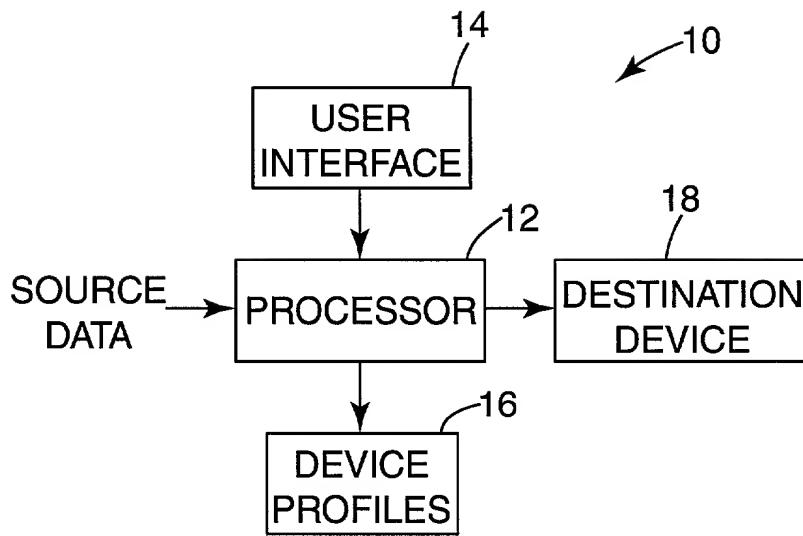 14
10
USER
INTERFACE
12
18
SOURCE
DATA
PROCESSOR
DESTINATION
DEVICE
16
DEVICE
PROFILES